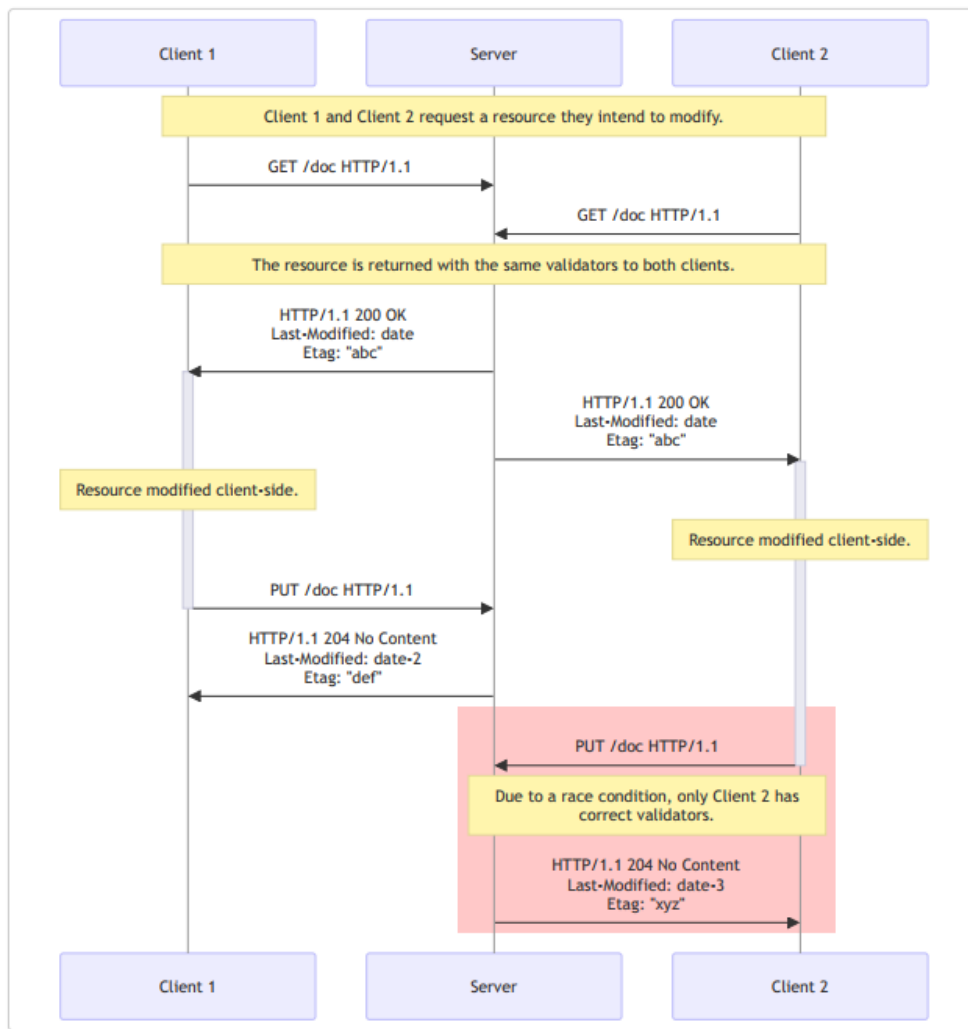 Client 1
Server
Client 2
Client 1 and Client 2 request a resource they intend to modify.
GET /doc HTTP/1.1
GET /doc HTTP/1.1
The resource is returned with the same validators to both clients.
HTTP/1.1 200 OK
Last-Modified: date
Etag: "abc"
HTTP/1.1 200 OK
Last-Modified: date
Etag: "abc"
Resource modified client-side.
Resource modified client-side.
PUT /doc HTTP/1.1
HTTP/1.1 204 No Content
Last-Modified: date-2
Etag: "def"
PUT /doc HTTP/1.1
Due to a race condition, only Client 2 has
correct validators.
HTTP/1.1 204 No Content
Last-Modified: date-3
Etag: "xyz"
Client 1
Server
Client 2